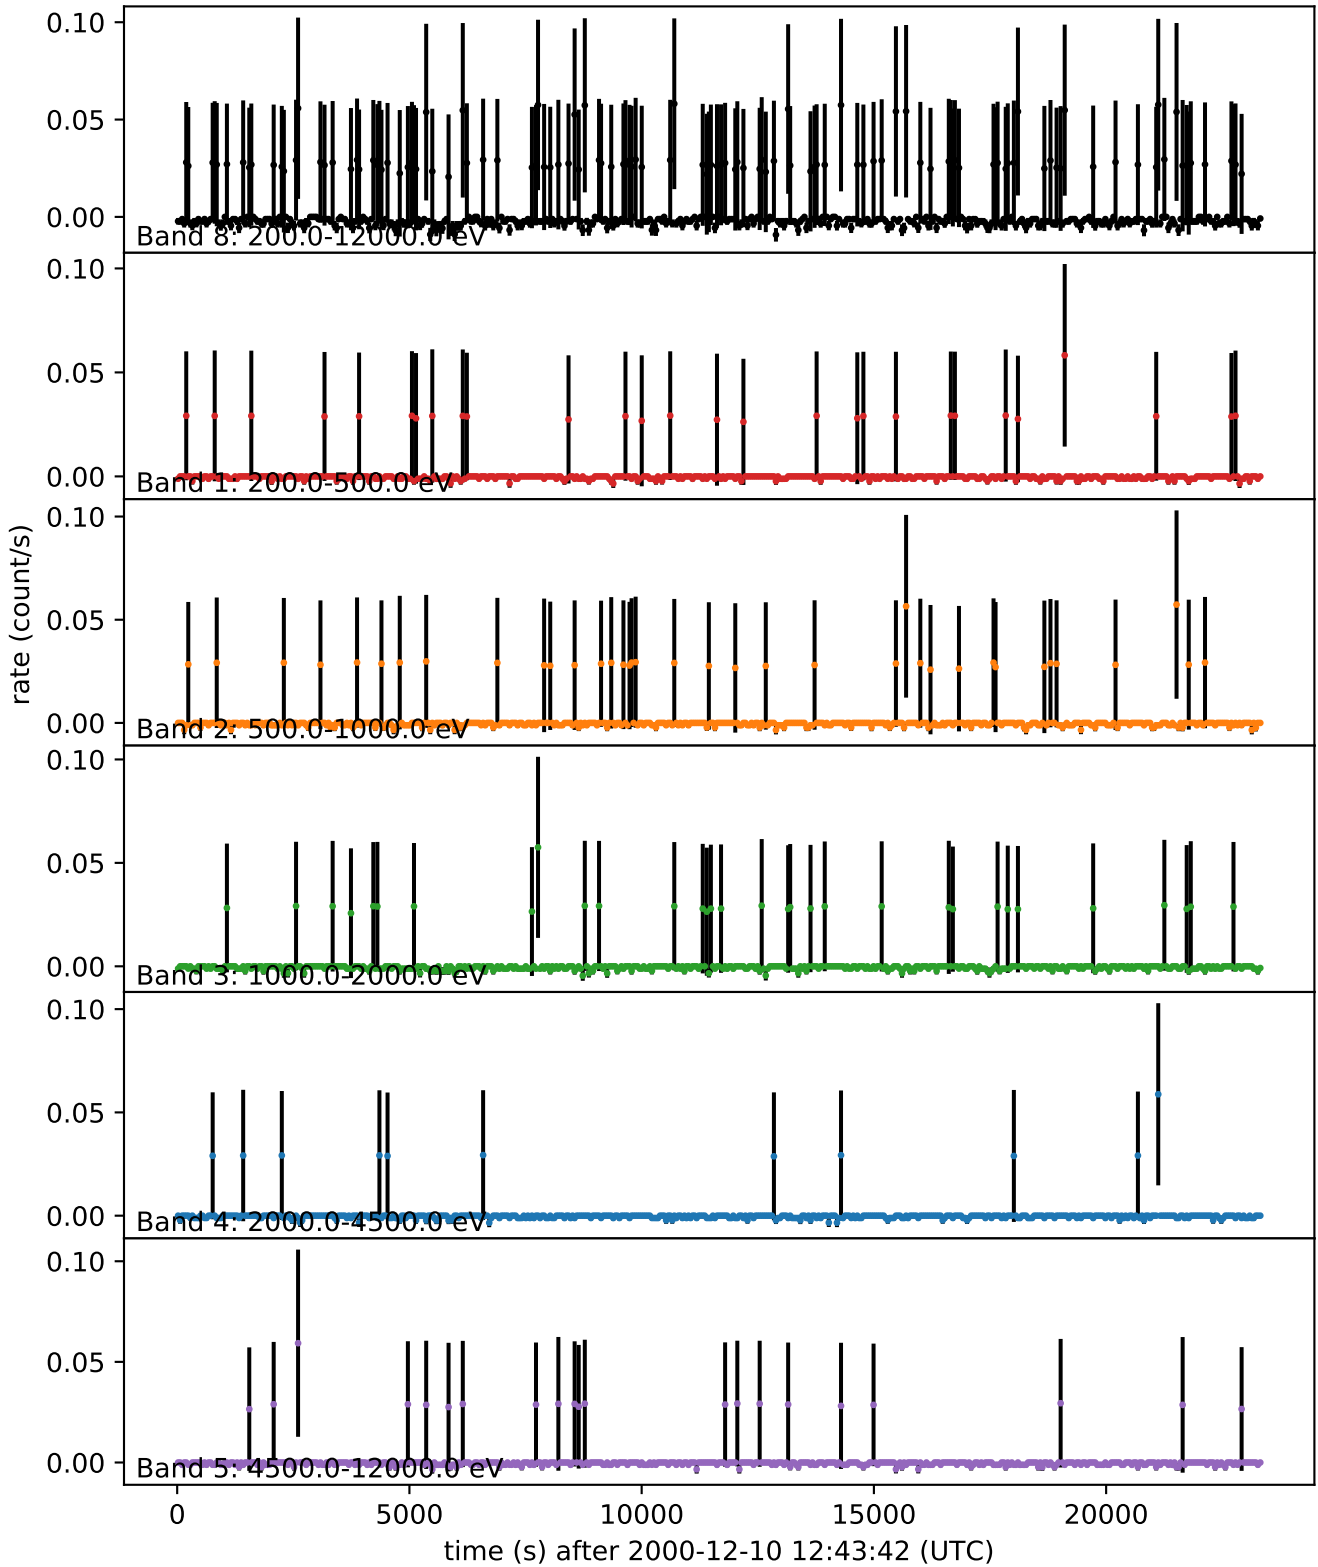 0.10
0.05
0.00
Band 8: 200.0-12000.0 eV
0.10
0.05
0.00
Band 1: 200.0-500.0 eV
0.10
0.05
0.00
Band 2: 500.0-1000.0 eV
rate (count/s)
0.10
0.05
0.00
Band 3: 1000.0-2000.0 eV
0.10
0.05
0.00
Band 4: 2000.0-4500.0 eV
0.10
0.05
0.00
Band 5: 4500.0-12000.0 eV
0 5000 10000 15000 20000
time (s) after 2000-12-10 12:43:42 (UTC)